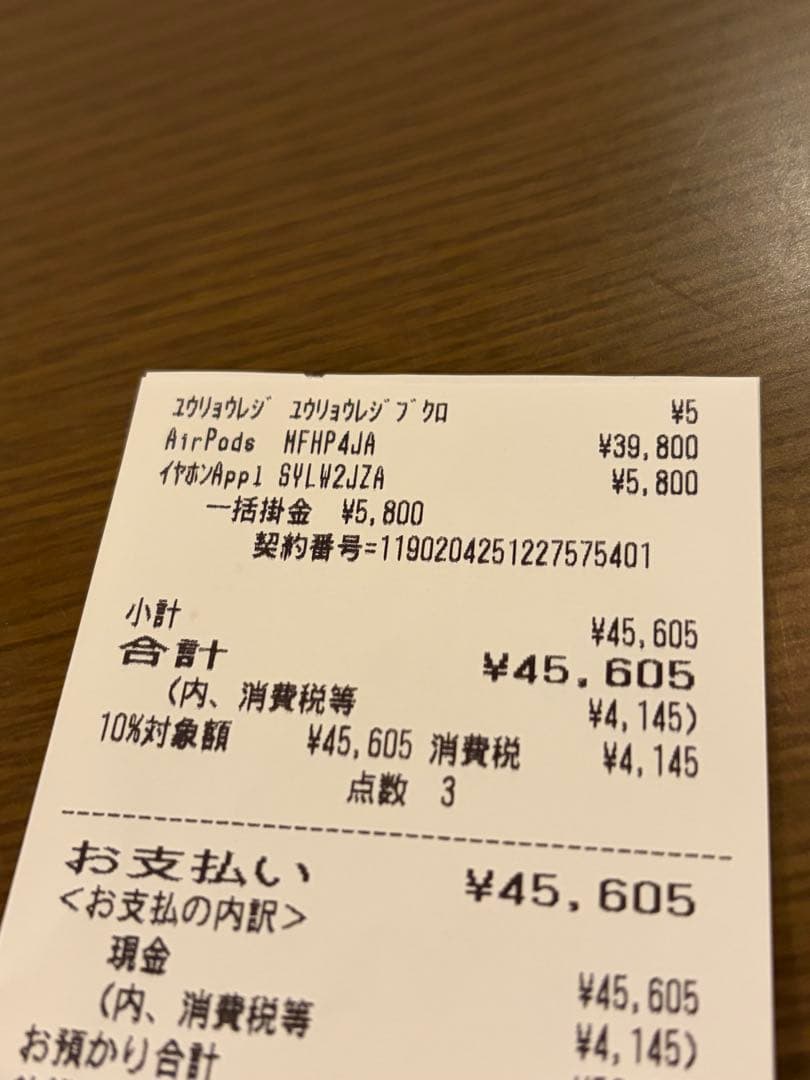 ﾕｳﾘｮｳﾚｼﾞ ﾕｳﾘｮｳﾚｼﾞﾌﾞｸﾛ ¥5
AirPods MFHP4JA ¥39,800
ｲﾔﾎﾝAppl SYLW2JZA ¥5,800
一括掛金 ¥5,800
契約番号=1190204251227575401
小計 ¥45,605
合計 ¥45,605
(内、消費税等 ¥4,145)
10%対象額 ¥45,605 消費税 ¥4,145
点数 3
お支払い ¥45,605
<お支払の内訳>
現金 ¥45,605
(内、消費税等 ¥4,145)
お預かり合計